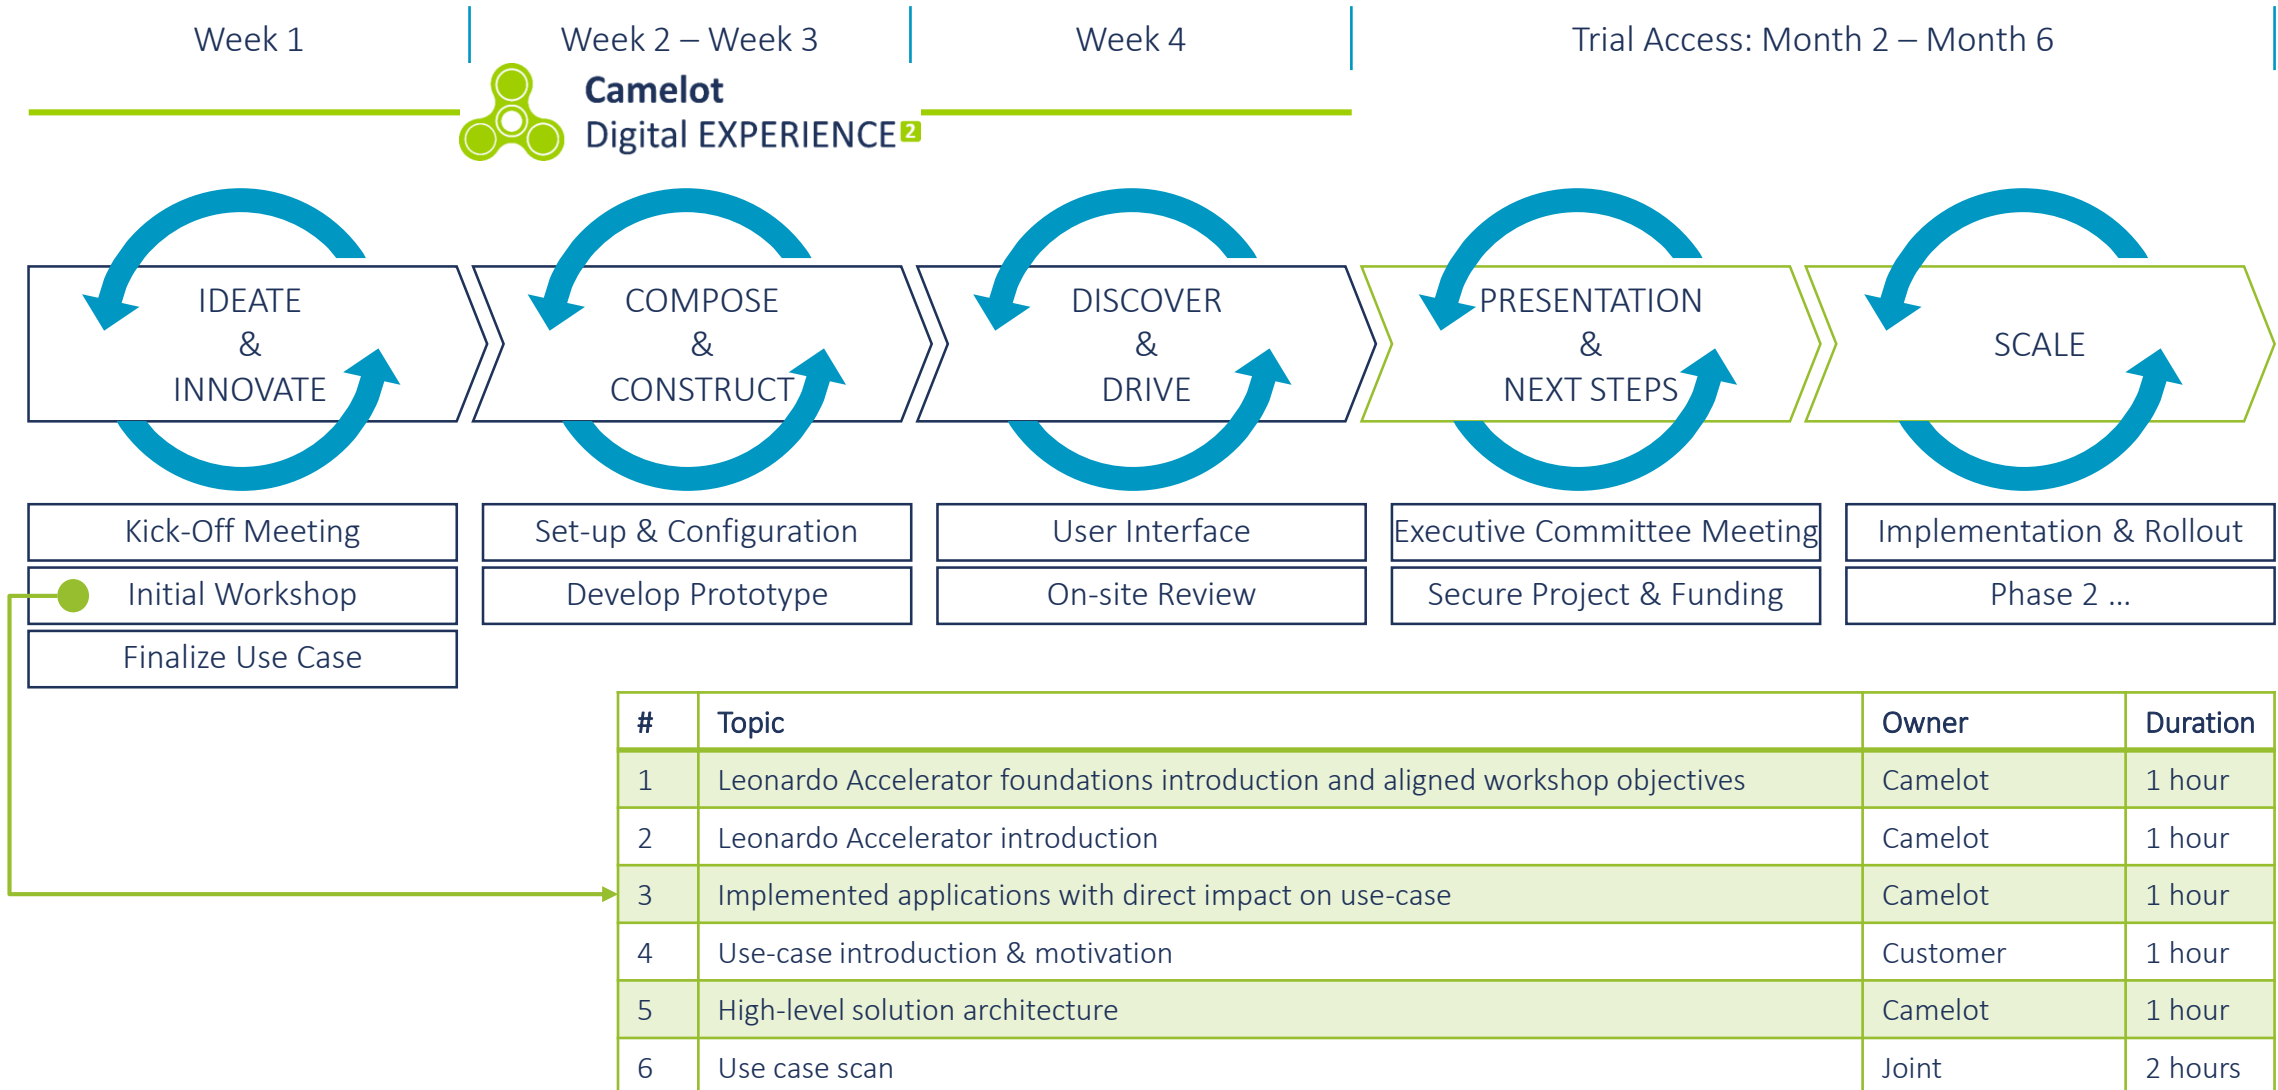 Week 1
Week 2 – Week 3
Week 4
Trial Access: Month 2 – Month 6
Camelot
Digital EXPERIENCE 2
IDEATE
&
INNOVATE
COMPOSE
&
CONSTRUCT
DISCOVER
&
DRIVE
PRESENTATION
&
NEXT STEPS
SCALE
Kick-Off Meeting
Initial Workshop
Finalize Use Case
Set-up & Configuration
Develop Prototype
User Interface
On-site Review
Executive Committee Meeting
Secure Project & Funding
Implementation & Rollout
Phase 2 ...
# Topic Owner Duration
1 Leonardo Accelerator foundations introduction and aligned workshop objectives Camelot 1 hour
2 Leonardo Accelerator introduction Camelot 1 hour
3 Implemented applications with direct impact on use-case Camelot 1 hour
4 Use-case introduction & motivation Customer 1 hour
5 High-level solution architecture Camelot 1 hour
6 Use case scan Joint 2 hours